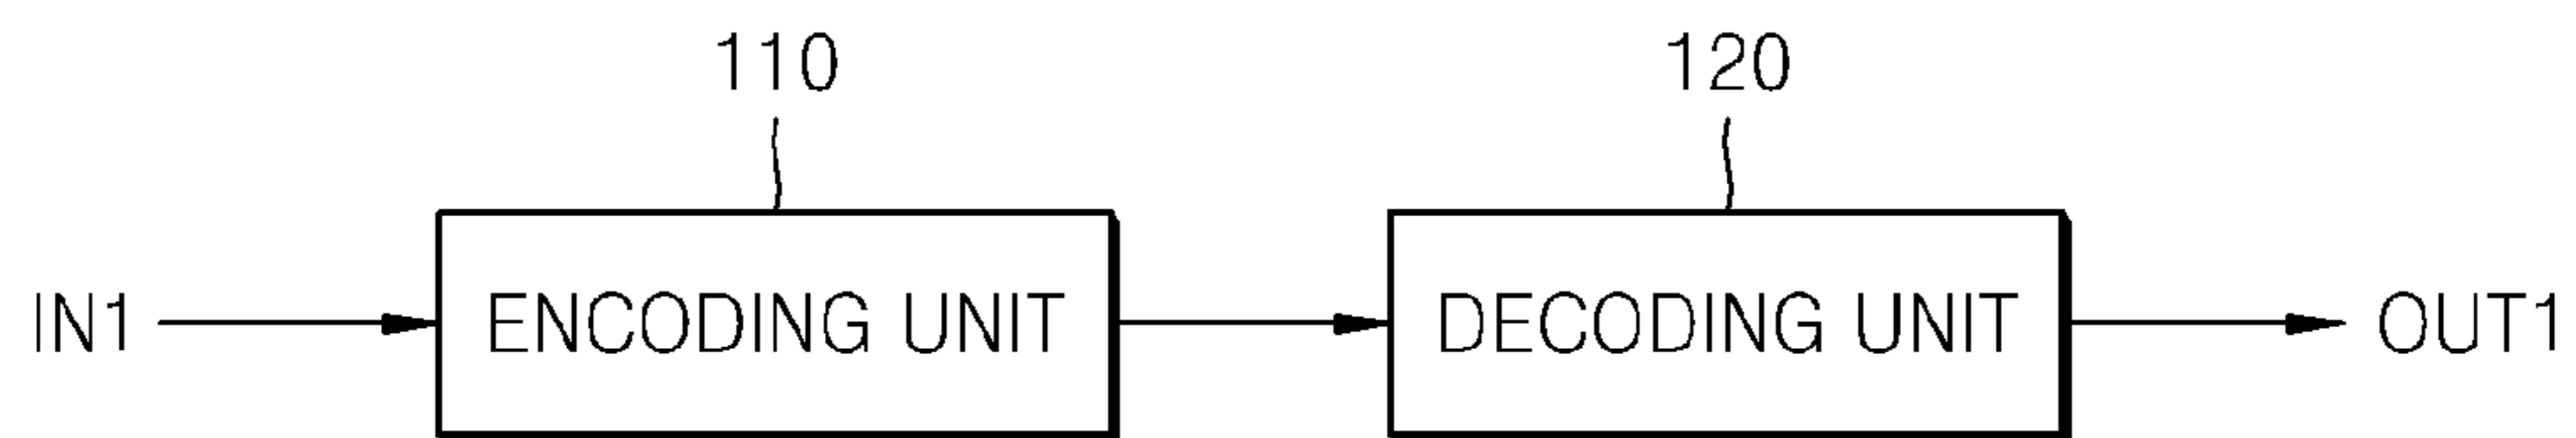 110 120
IN1 ENCODING UNIT DECODING UNIT OUT1